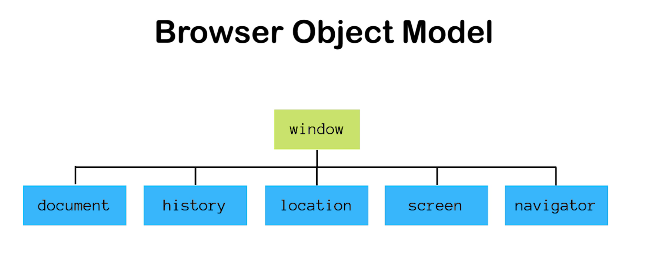 Browser Object Model
window
document history location screen navigator